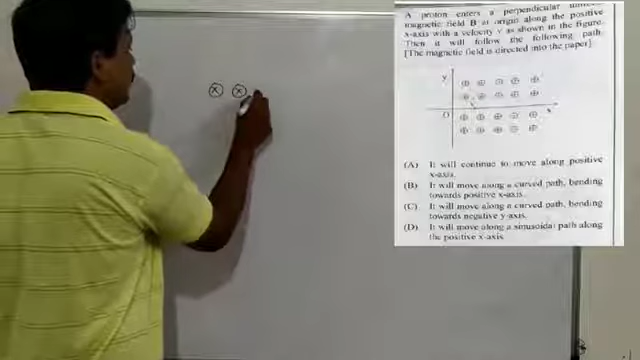 A proton enters a perpendicular uniform
magnetic field B at origin along the positive
x-axis with a velocity v as shown in the figure.
Then it will follow the following path.
[The magnetic field is directed into the paper]
y
x
O
(A) It will continue to move along positive
x-axis.
(B) It will move along a curved path, bending
towards positive x-axis.
(C) It will move along a curved path, bending
towards negative y-axis.
(D) It will move along a sinusoidal path along
the positive x-axis